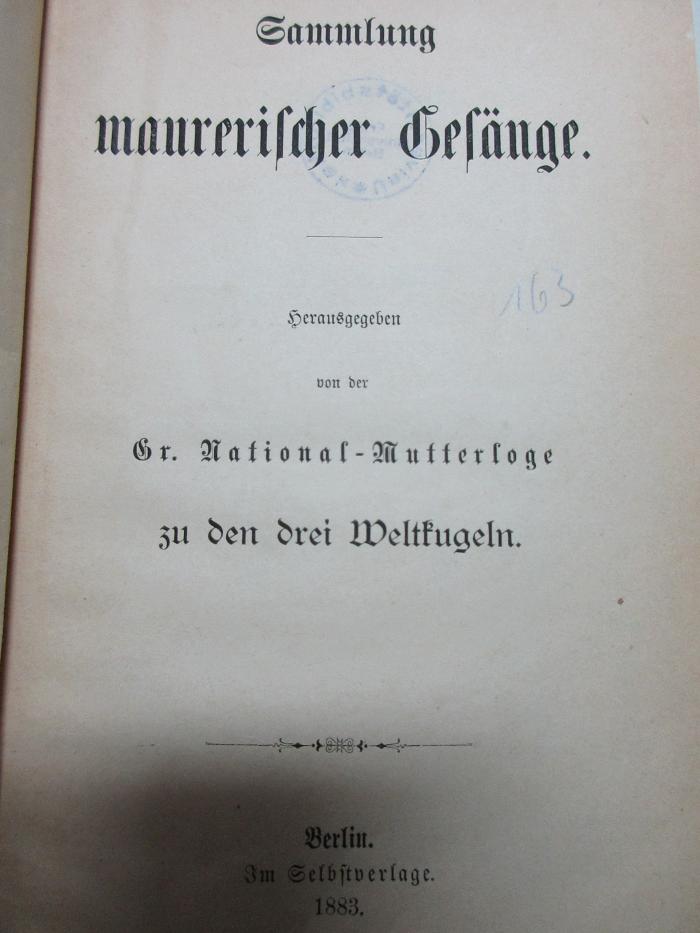 Sammlung
maurerischer Gesänge.
163
Herausgegeben
von der
Gr. National-Mutterloge
zu den drei Weltkugeln.
Berlin.
Im Selbstverlage.
1883.